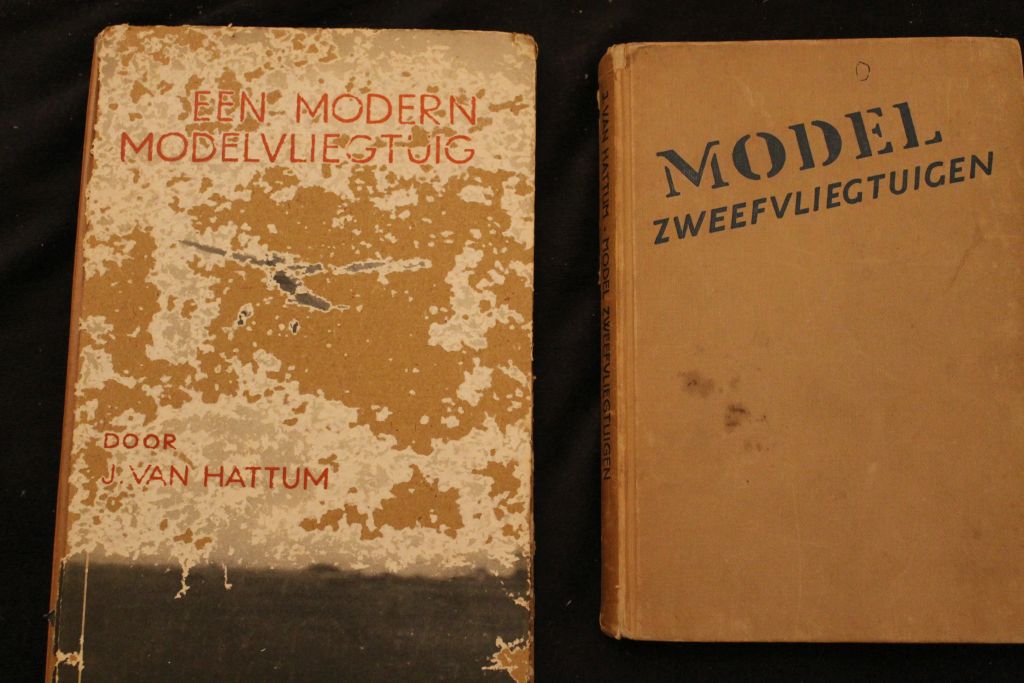 EEN MODERN
MODELVLIEGTUIG
DOOR
J. VAN HATTUM
J. VAN HATTUM · MODEL ZWEEFVLIEGTUIGEN
MODEL
ZWEEFVLIEGTUIGEN